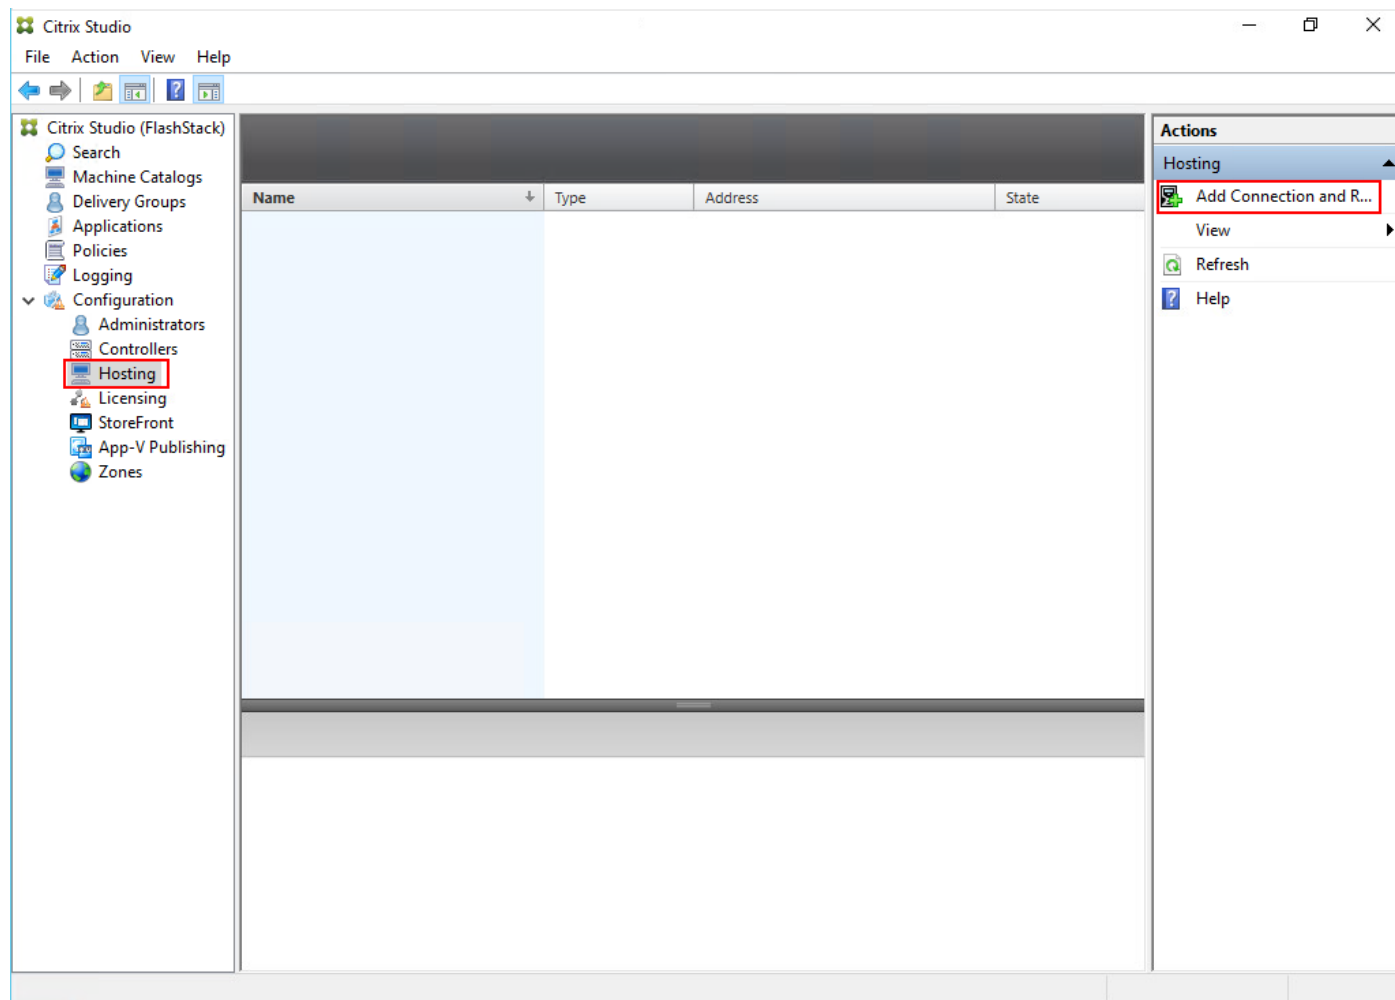 Citrix Studio
File Action View Help
Citrix Studio (FlashStack)
Search
Machine Catalogs
Delivery Groups
Applications
Policies
Logging
Configuration
Administrators
Controllers
Hosting
Licensing
StoreFront
App-V Publishing
Zones
Name Type Address State
Actions
Hosting
Add Connection and R...
View
Refresh
Help